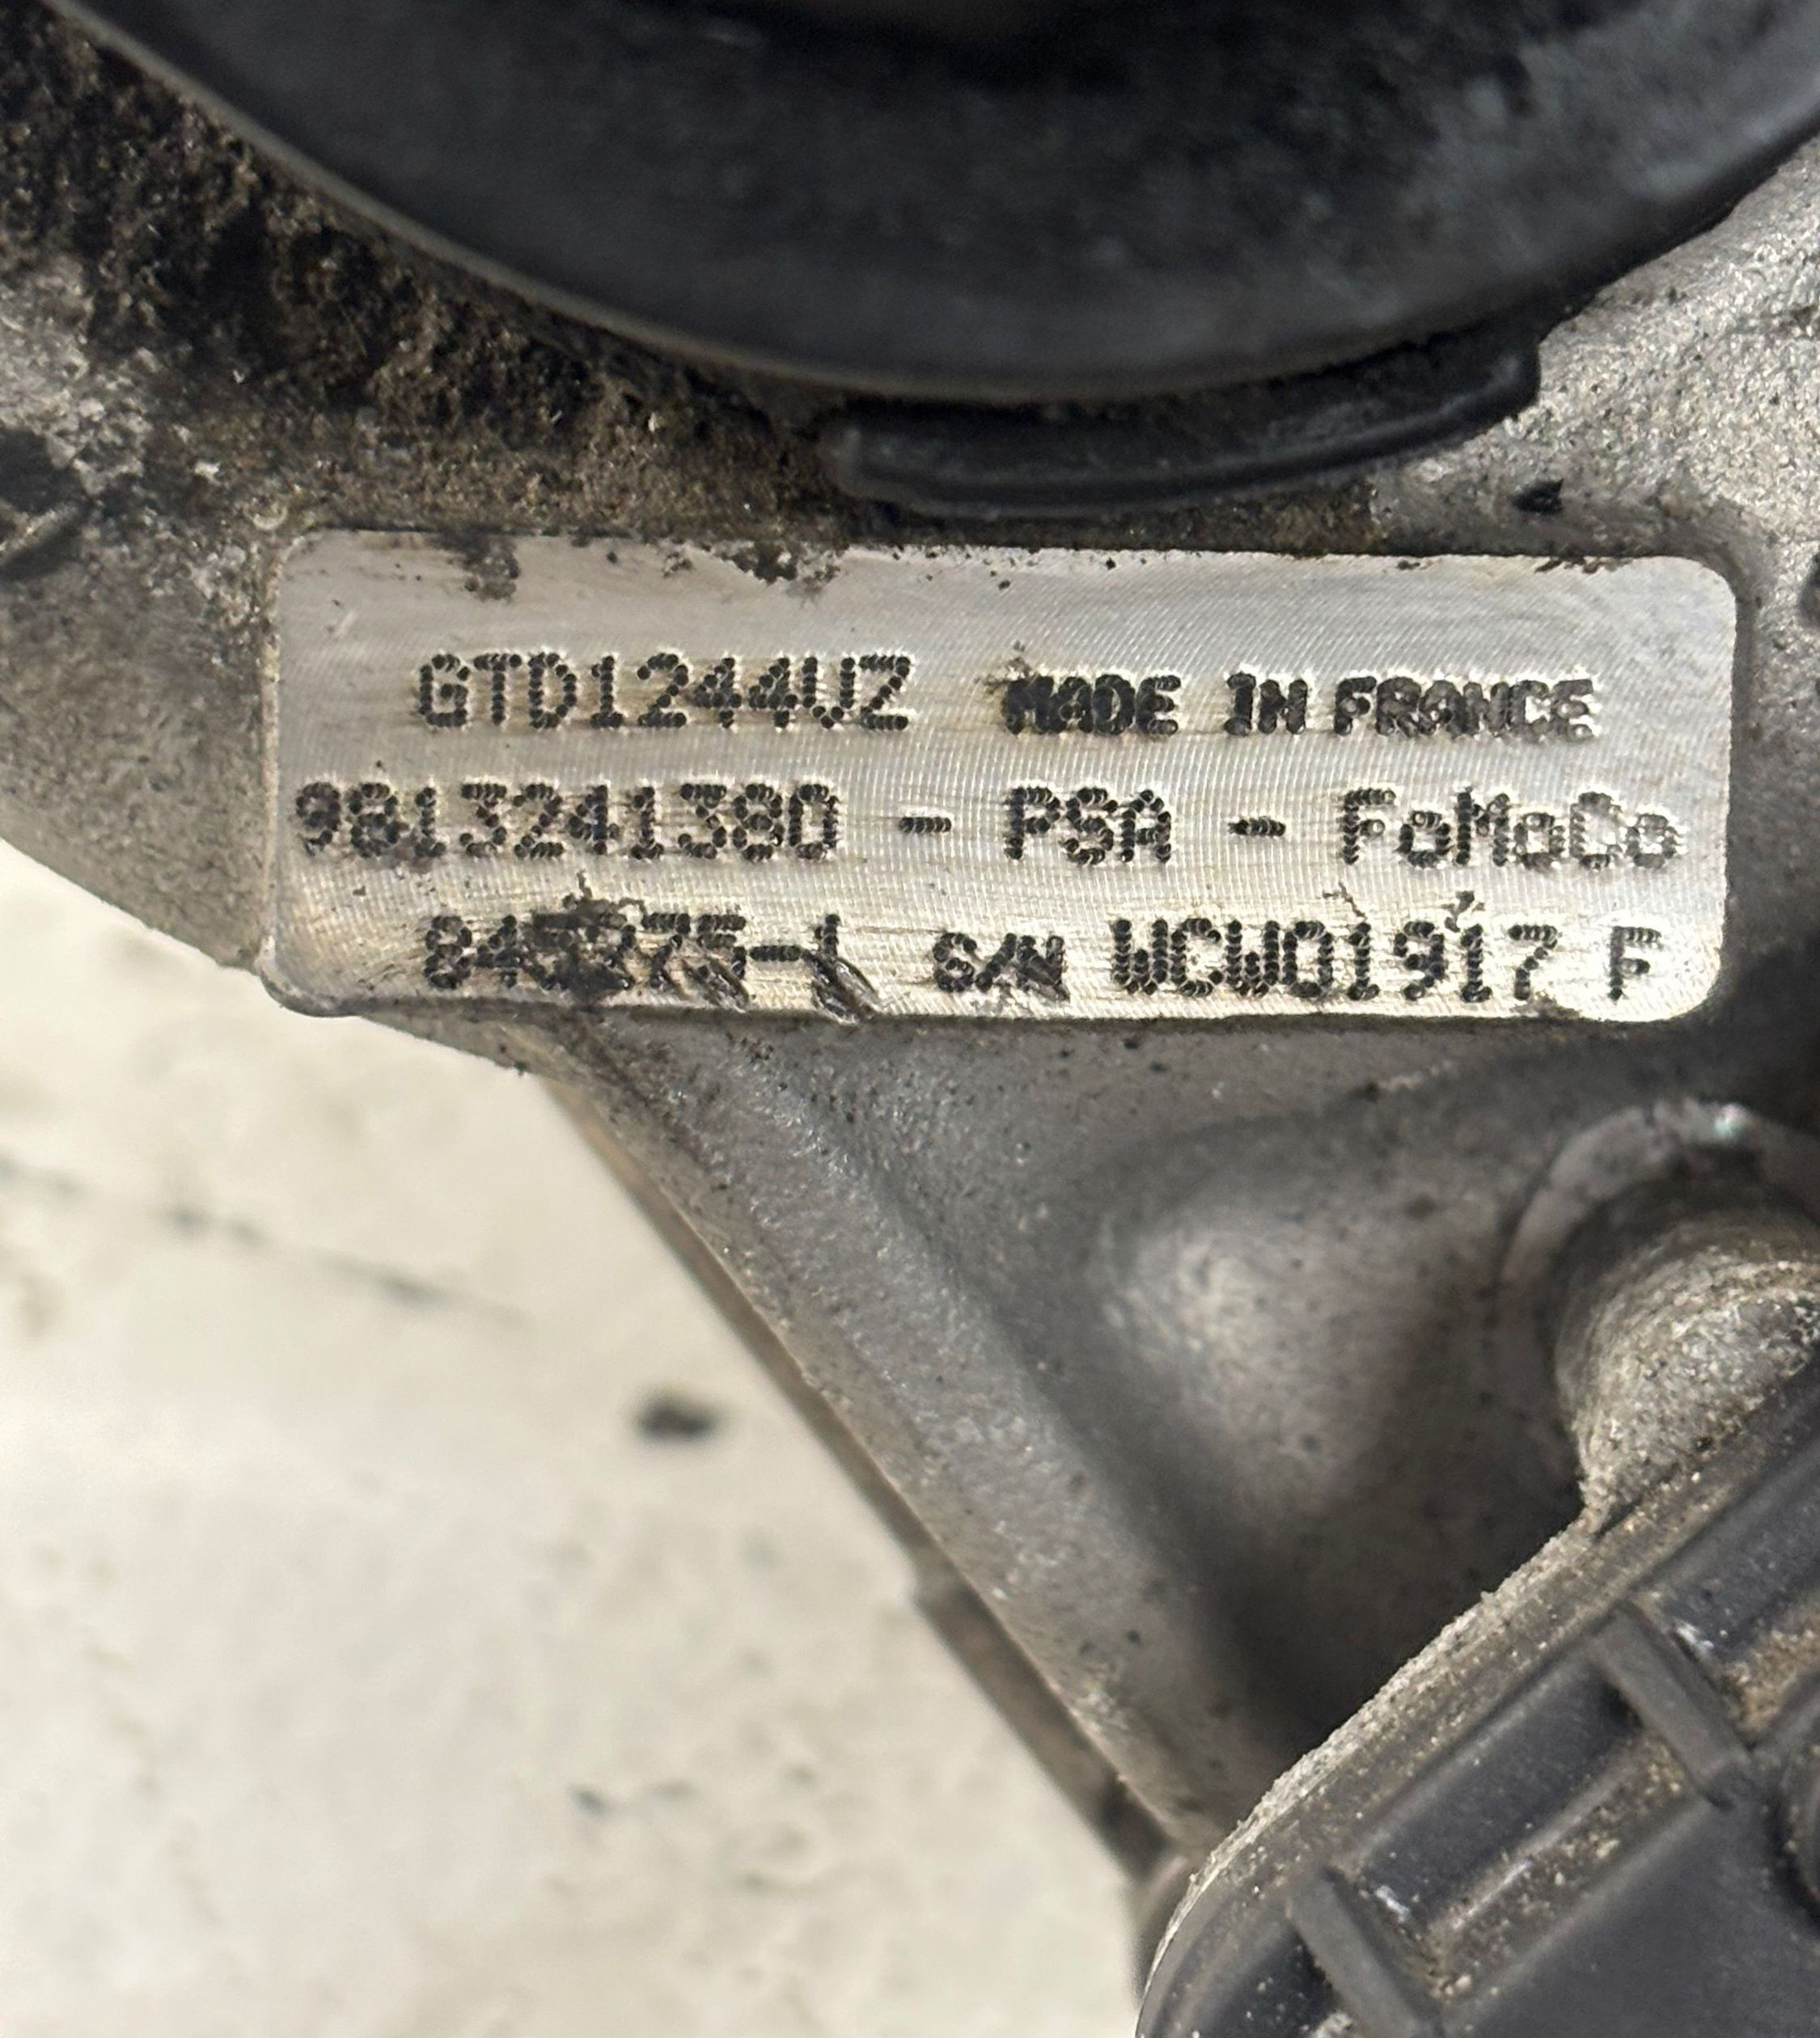 GTD1244VZ MADE IN FRANCE
9813241380 - PSA - FoMoCo
S/N WCW01917 F